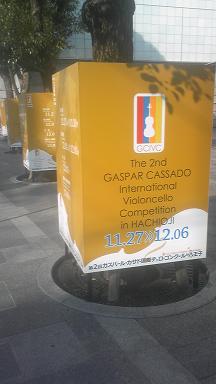 GCIVC
The 2nd
GASPAR CASSADO
International
Violoncello
Competition
in HACHIOJI
11.27≫12.06
第2回ガスパール・カサド国際チェロ・コンクールin八王子